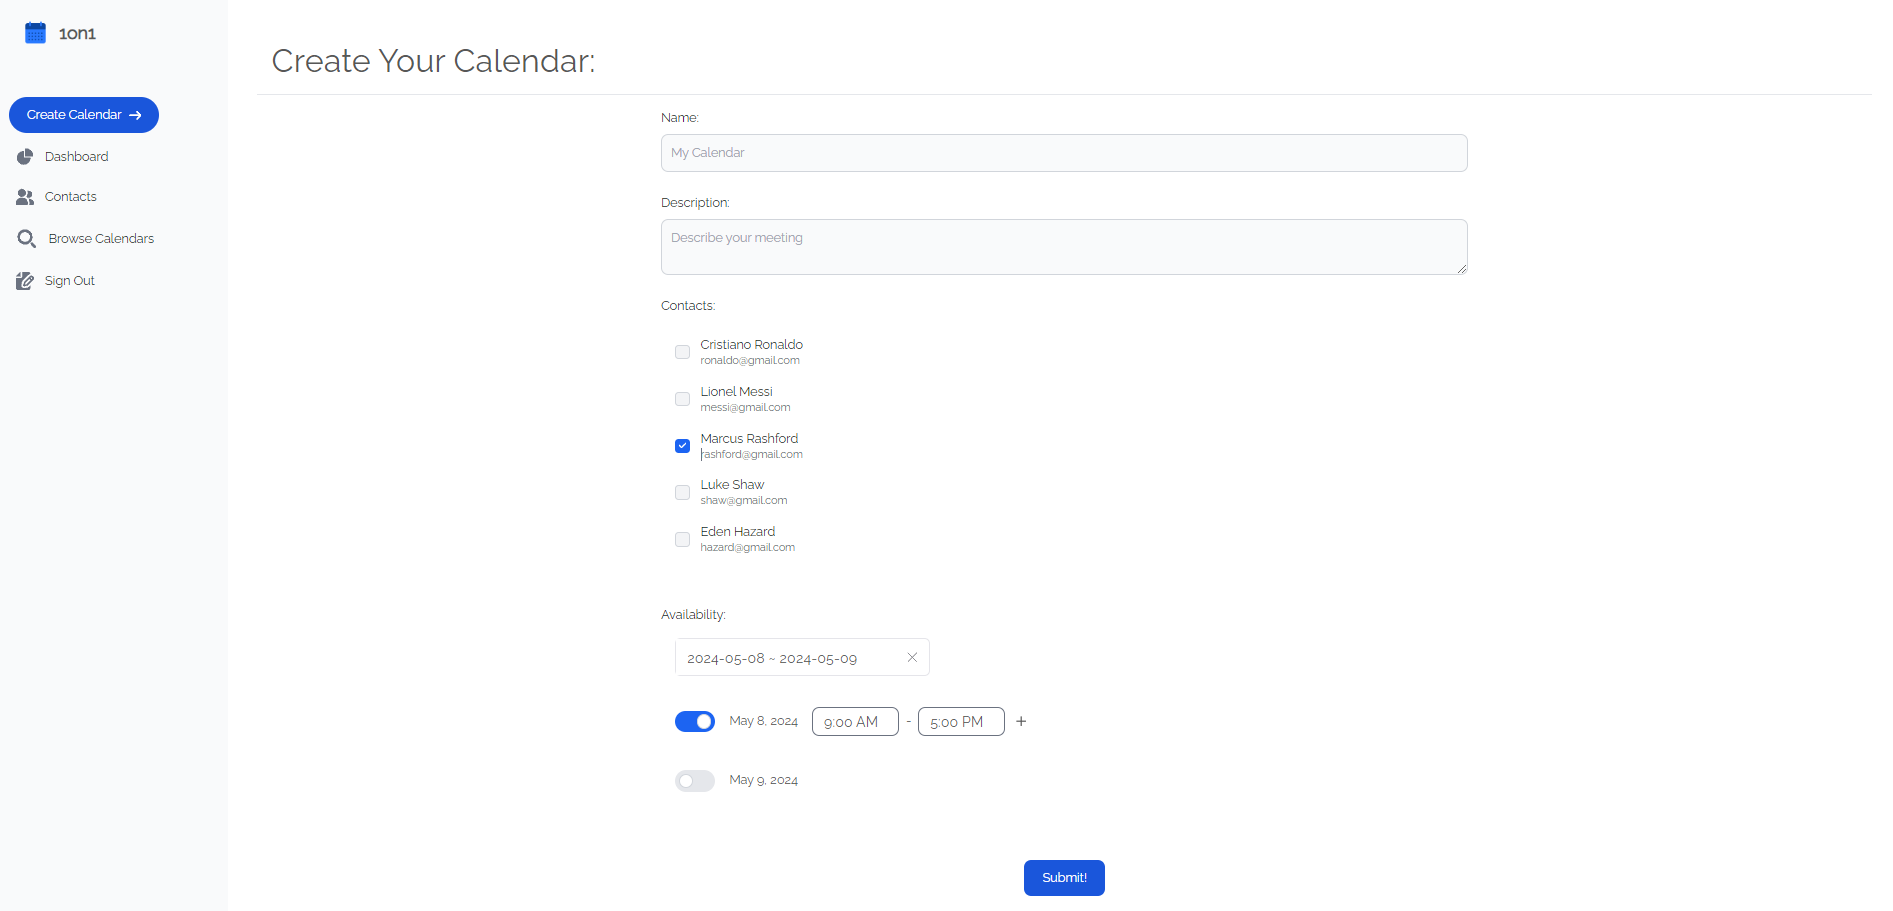 1on1
Create Calendar →
Dashboard
Contacts
Browse Calendars
Sign Out
Create Your Calendar:
Name:
My Calendar
Description:
Describe your meeting
Contacts:
Cristiano Ronaldo
ronaldo@gmail.com
Lionel Messi
messi@gmail.com
Marcus Rashford
rashford@gmail.com
Luke Shaw
shaw@gmail.com
Eden Hazard
hazard@gmail.com
Availability:
2024-05-08 ~ 2024-05-09
May 8, 2024 9:00 AM - 5:00 PM +
May 9, 2024
Submit!